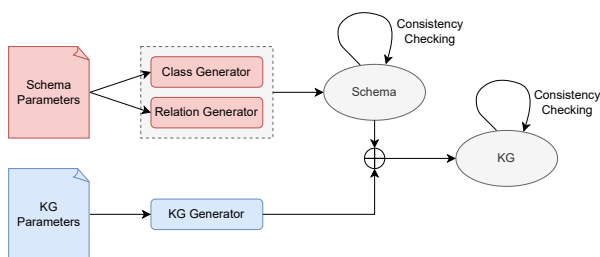 Consistency
Checking
Schema
Parameters
Class Generator
Relation Generator
Schema
Consistency
Checking
KG
KG
Parameters
KG Generator